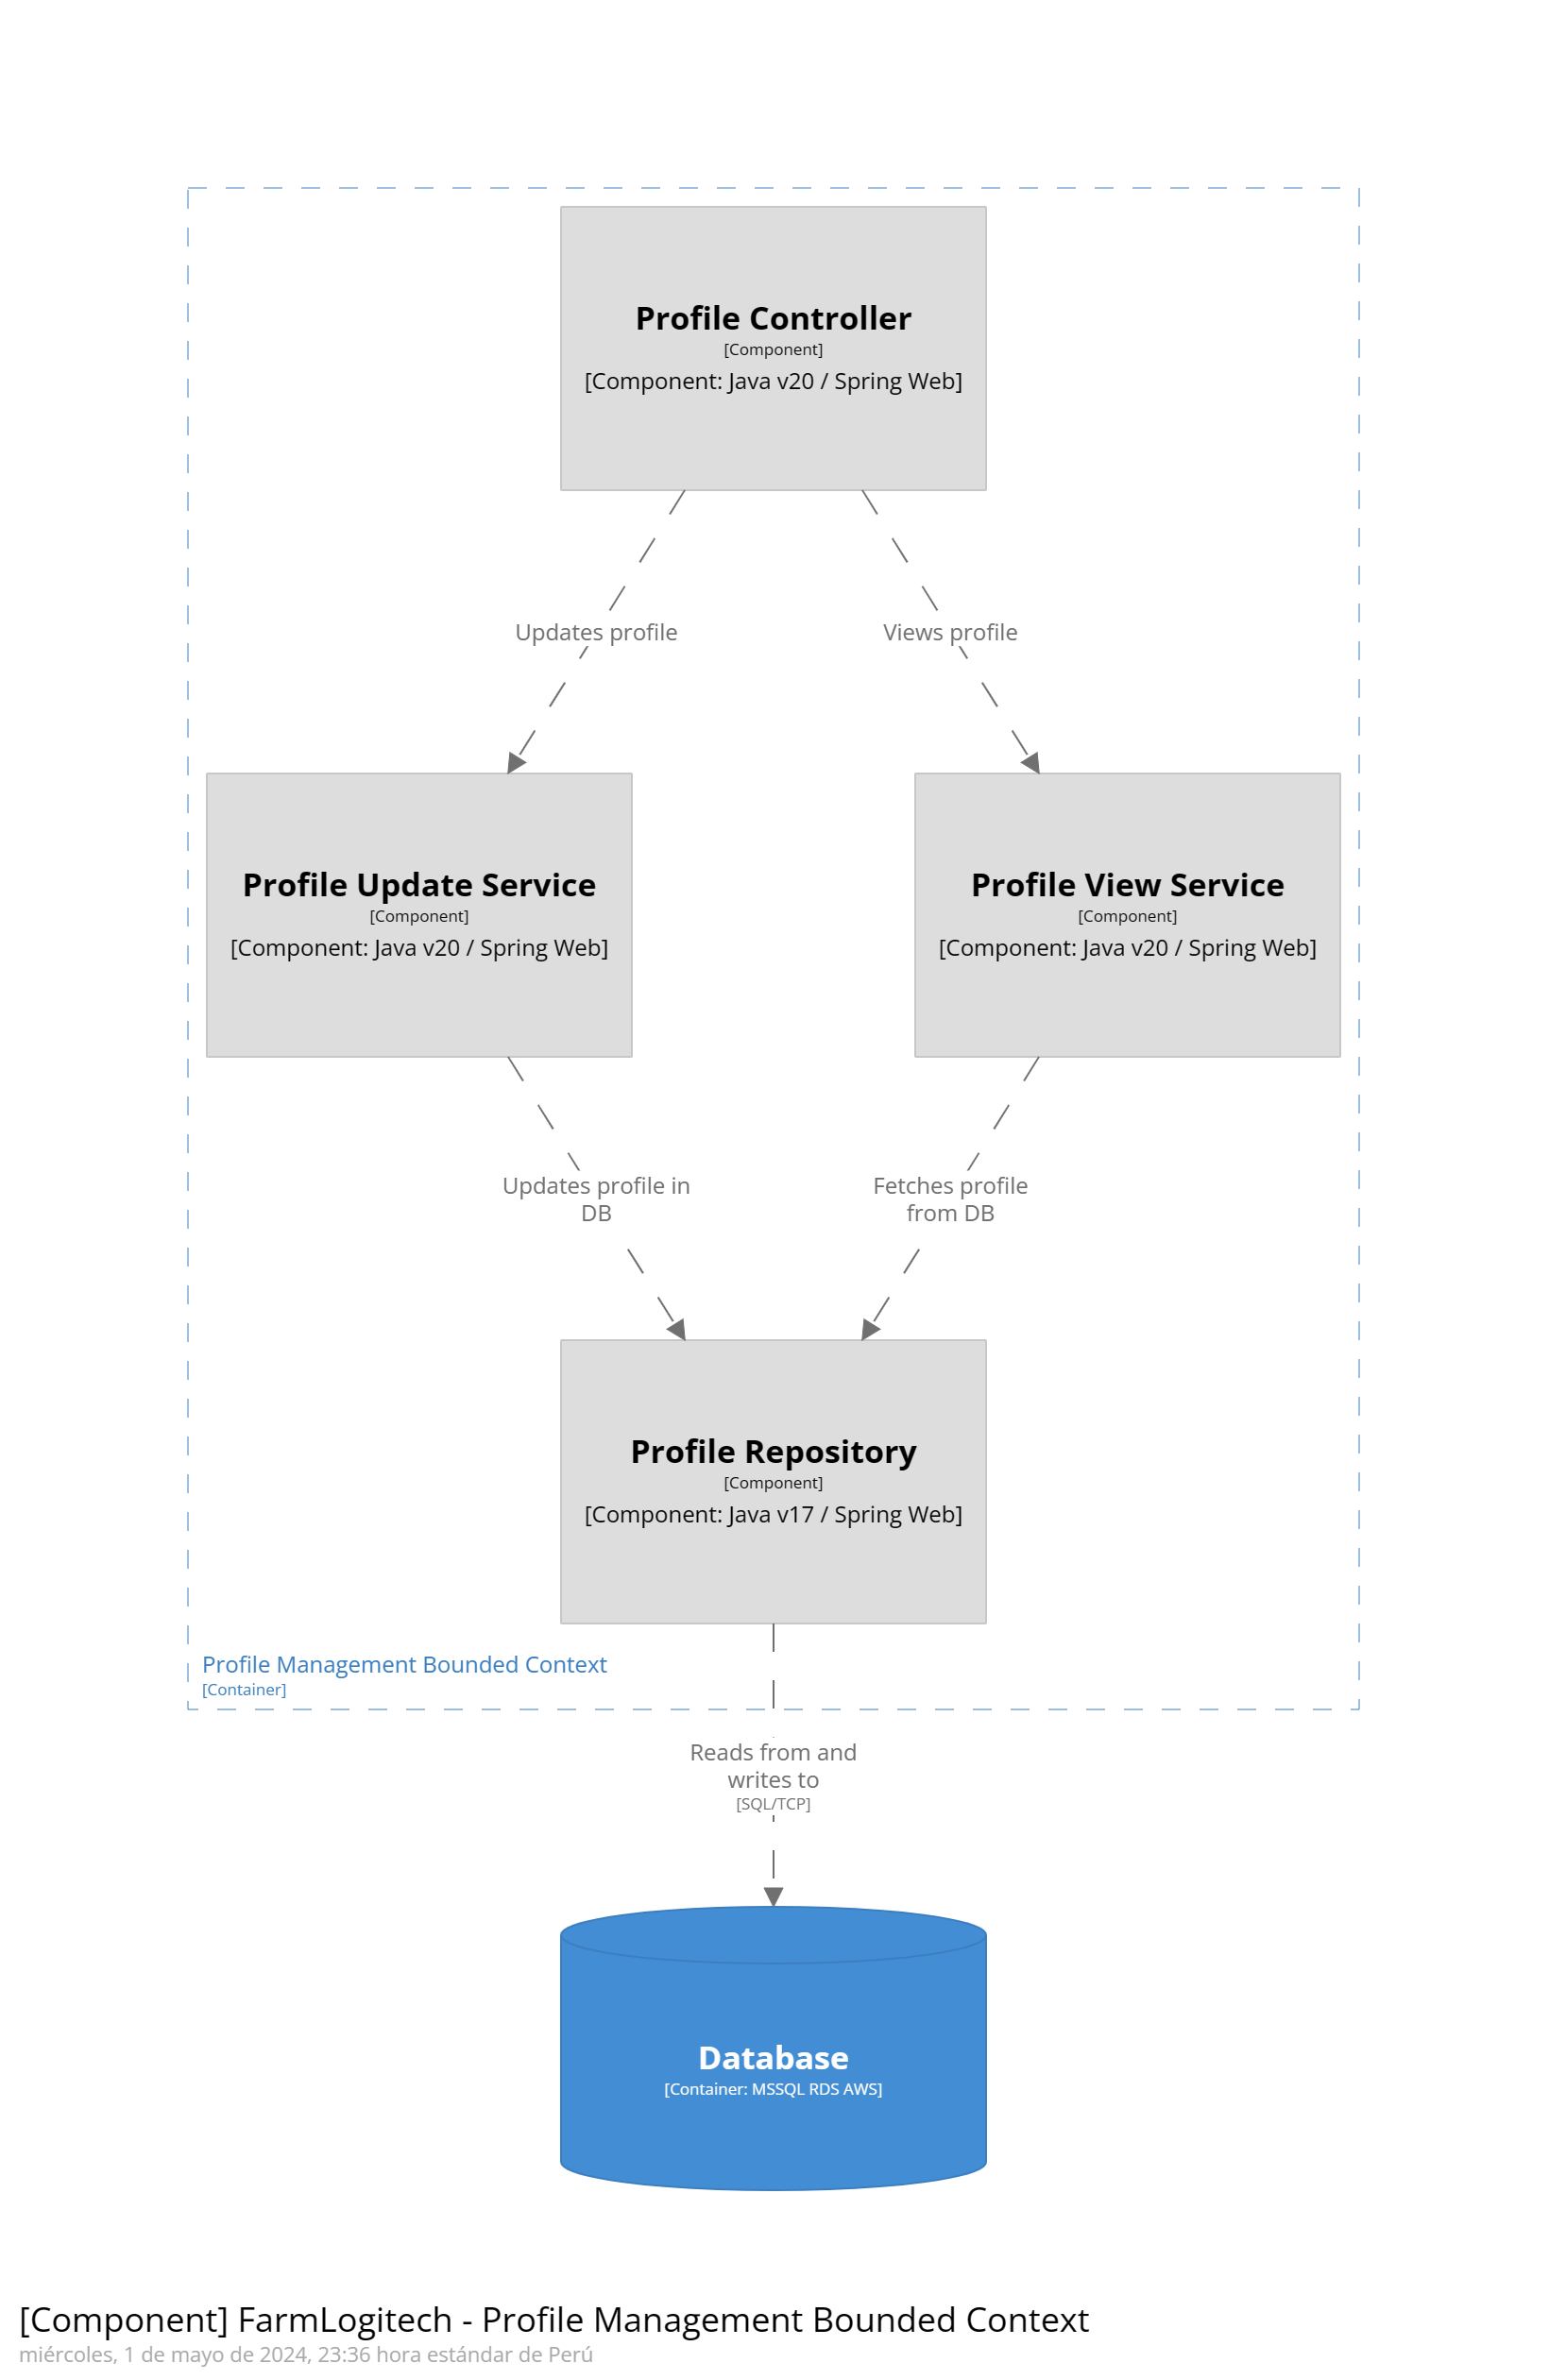 Profile Controller
[Component]
[Component: Java v20 / Spring Web]
Updates profile
Views profile
Profile Update Service
[Component]
[Component: Java v20 / Spring Web]
Profile View Service
[Component]
[Component: Java v20 / Spring Web]
Updates profile in
DB
Fetches profile
from DB
Profile Repository
[Component]
[Component: Java v17 / Spring Web]
Profile Management Bounded Context
[Container]
Reads from and
writes to
[SQL/TCP]
Database
[Container: MSSQL RDS AWS]
[Component] FarmLogitech - Profile Management Bounded Context
miércoles, 1 de mayo de 2024, 23:36 hora estándar de Perú